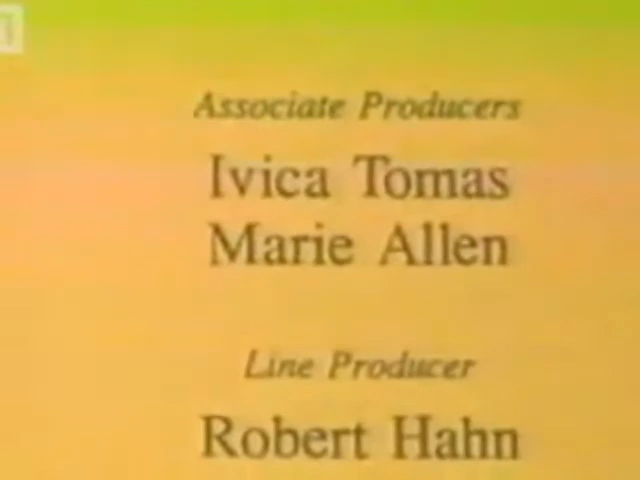 Associate Producers
Ivica Tomas
Marie Allen
Line Producer
Robert Hahn